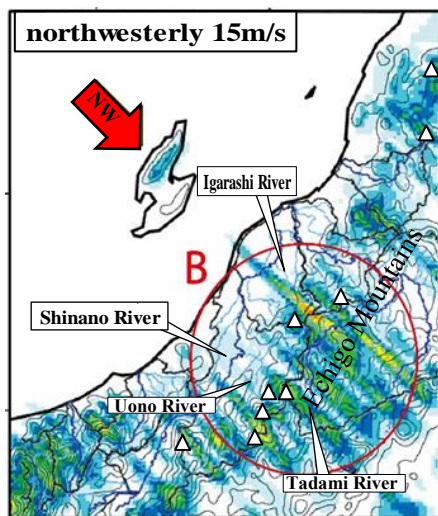 northwesterly 15m/s
NW
Igarashi River
B
Echigo Mountains
Shinano River
Uono River
Tadami River